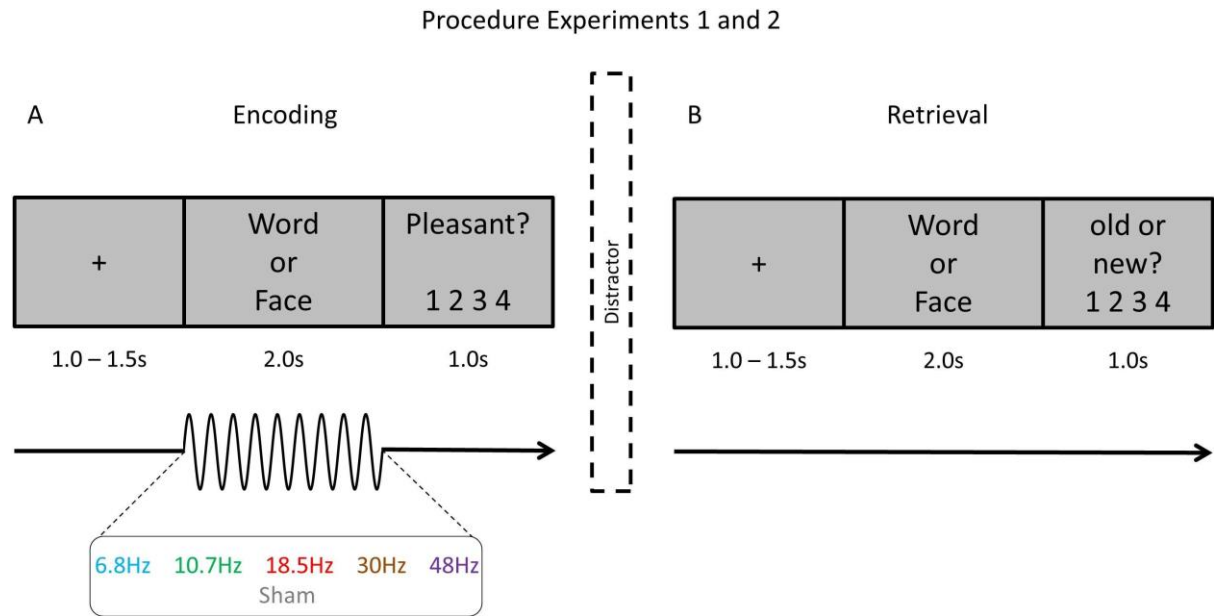 Procedure Experiments 1 and 2
A
Encoding
+
Word
or
Face
Pleasant?
1 2 3 4
1.0 – 1.5s
2.0s
1.0s
6.8Hz 10.7Hz 18.5Hz 30Hz 48Hz
Sham
Distractor
B
Retrieval
+
Word
or
Face
old or
new?
1 2 3 4
1.0 – 1.5s
2.0s
1.0s